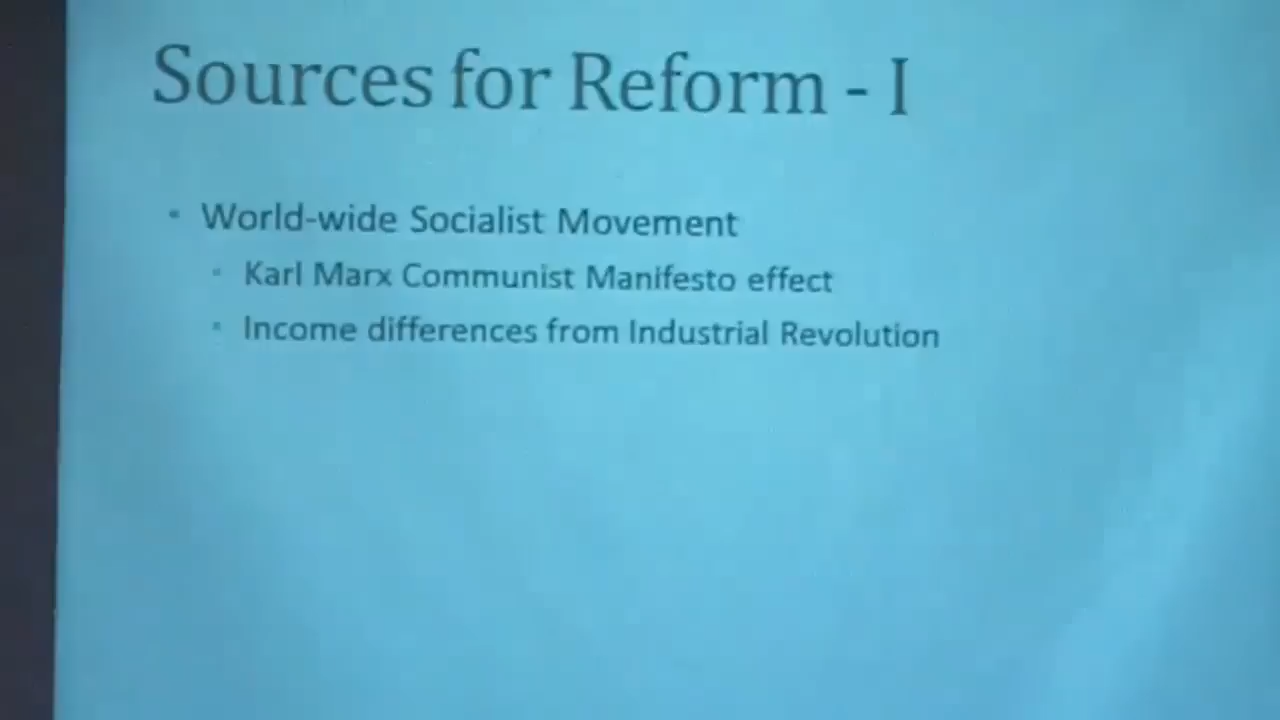 Sources for Reform - I
World-wide Socialist Movement
Karl Marx Communist Manifesto effect
Income differences from Industrial Revolution